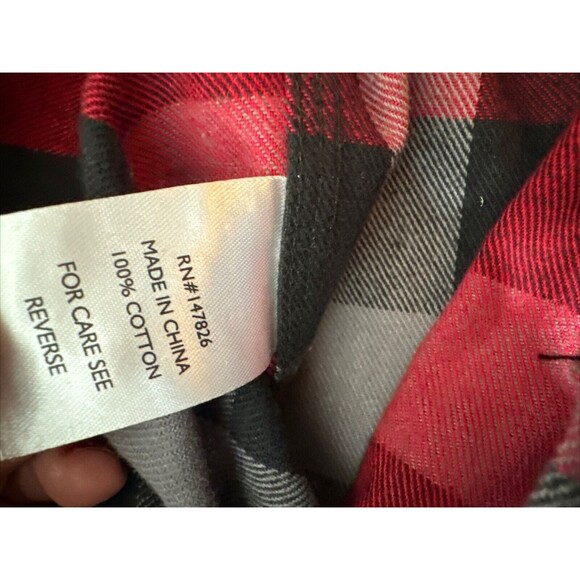 RN#147826
MADE IN CHINA
100% COTTON
FOR CARE SEE
REVERSE